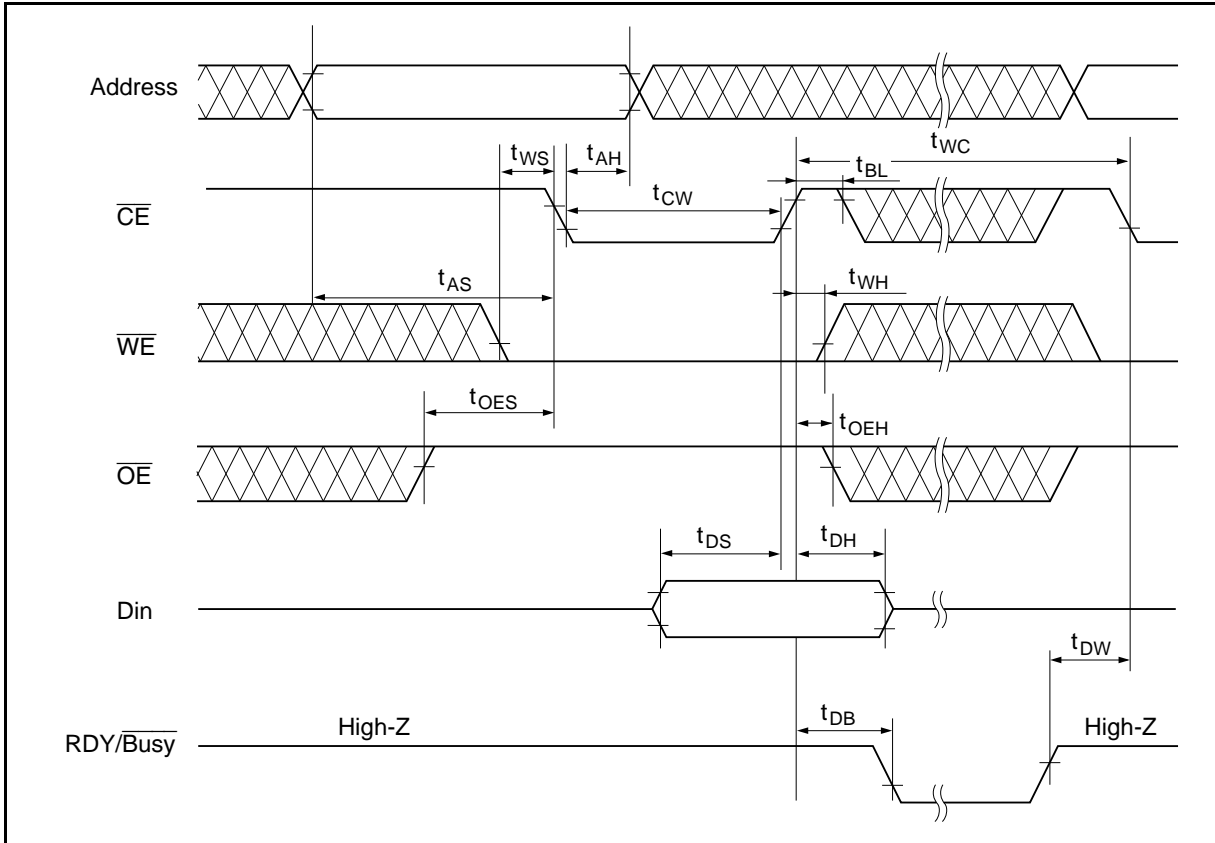 Address
tWS
tAH
tWC
tBL
CE
tCW
tAS
tWH
WE
tOES
tOEH
OE
tDS
tDH
Din
tDW
tDB
RDY/Busy
High-Z
High-Z